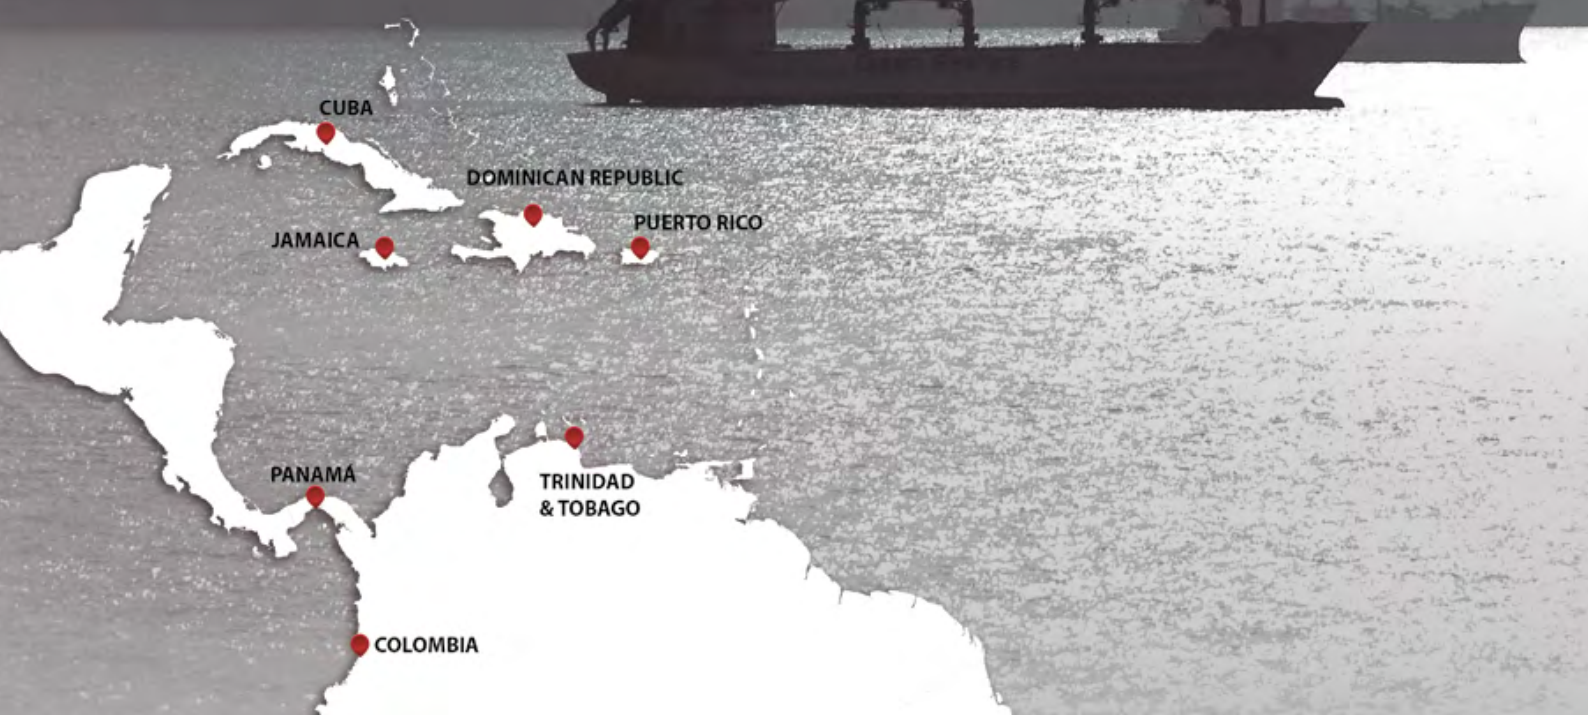 CUBA
DOMINICAN REPUBLIC
PUERTO RICO
JAMAICA
PANAMÁ
TRINIDAD
& TOBAGO
COLOMBIA